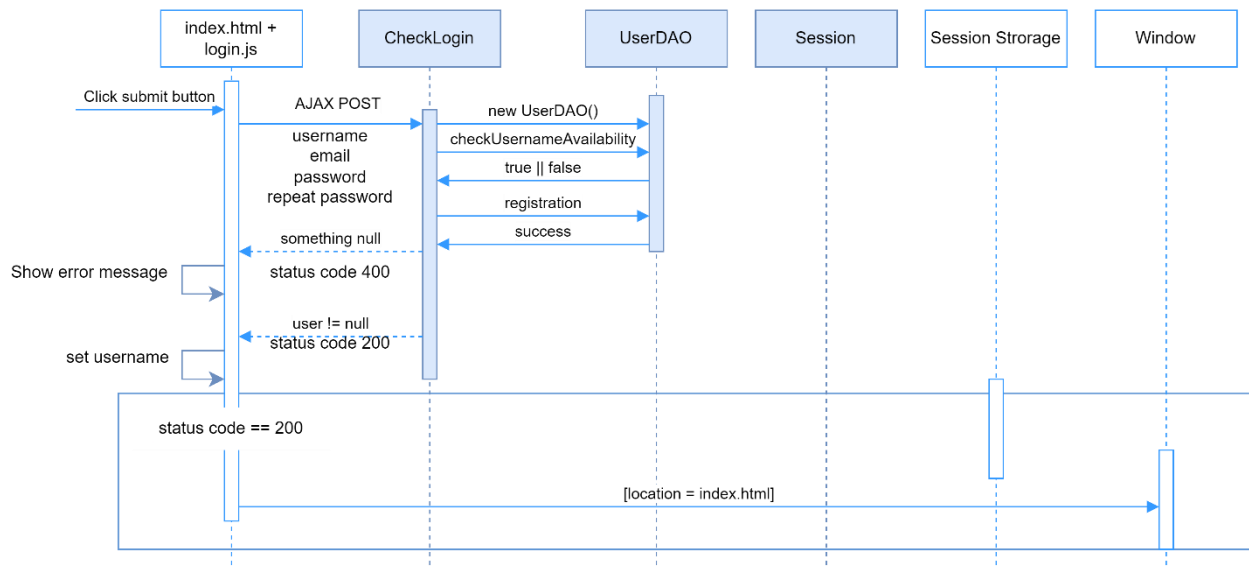 index.html +
login.js
CheckLogin
UserDAO
Session
Session Strorage
Window
Click submit button
AJAX POST
new UserDAO()
username
checkUsernameAvailability
email
password
true || false
repeat password
registration
something null
success
Show error message
status code 400
user != null
status code 200
set username
status code == 200
[location = index.html]